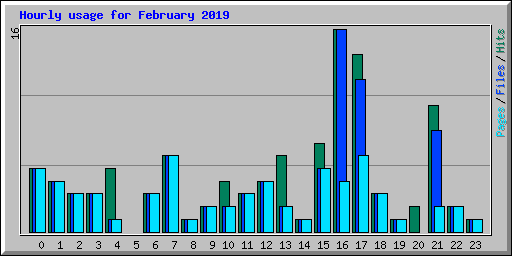 Hourly usage for February 2019
16
Pages/Files/Hits
0 1 2 3 4 5 6 7 8 9 10 11 12 13 14 15 16 17 18 19 20 21 22 23